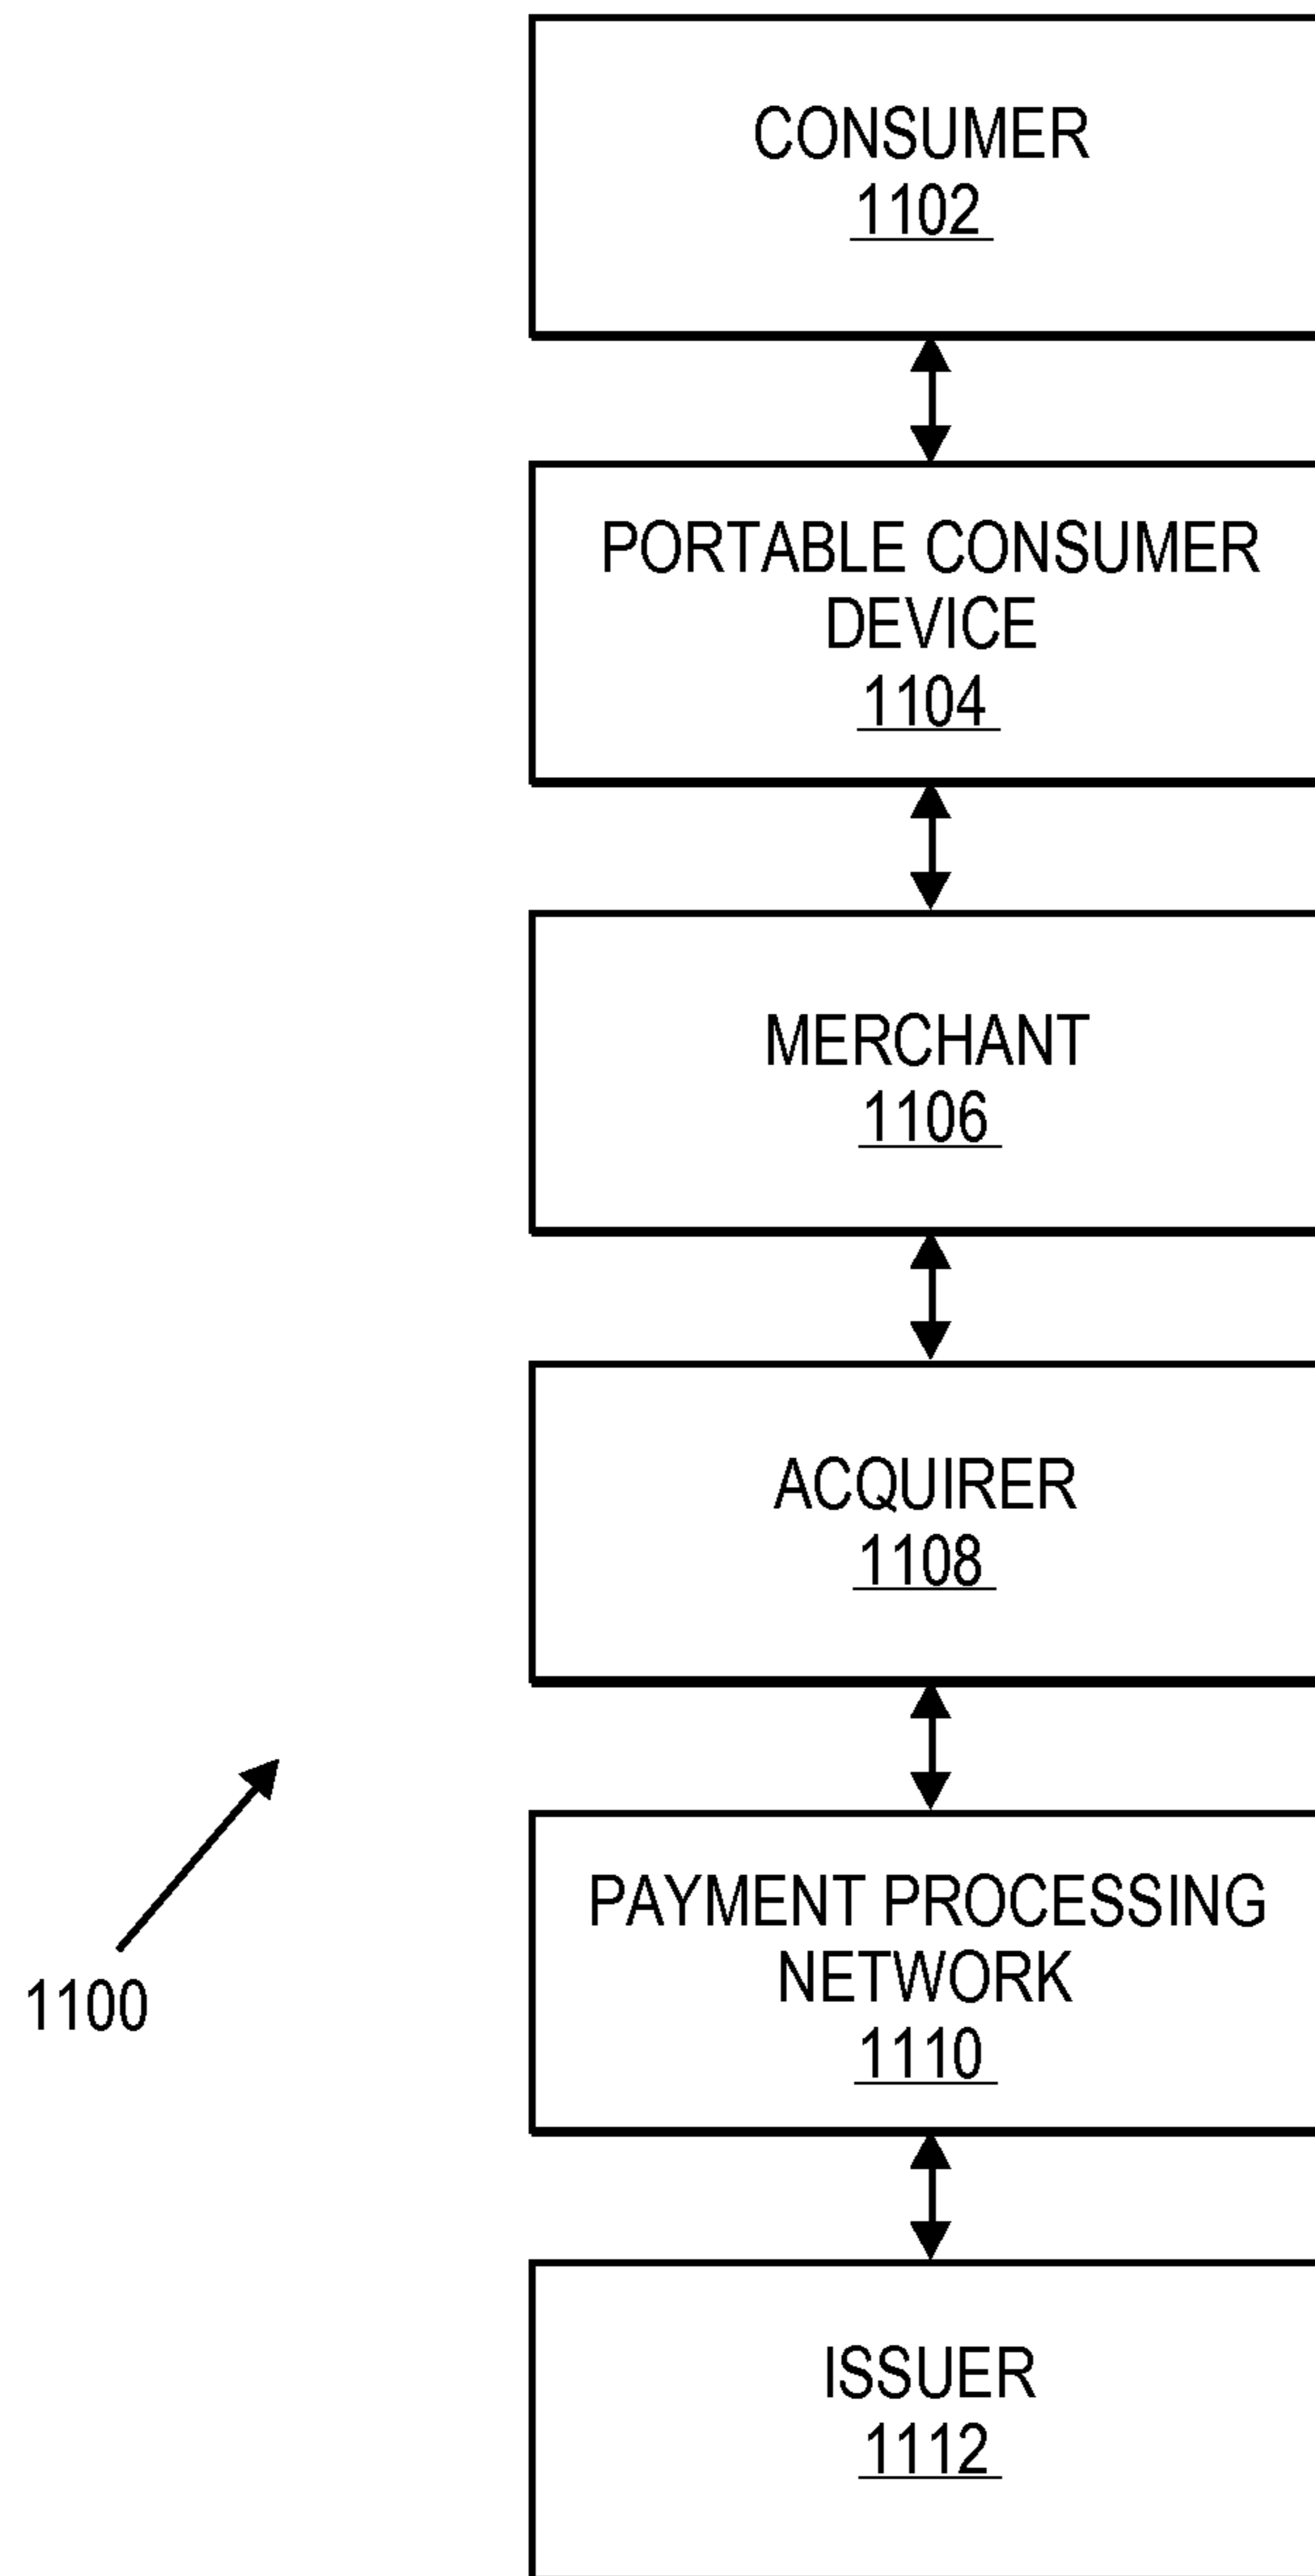 CONSUMER
1102
PORTABLE CONSUMER
DEVICE
1104
MERCHANT
1106
ACQUIRER
1108
PAYMENT PROCESSING
NETWORK
1110
1100
ISSUER
1112